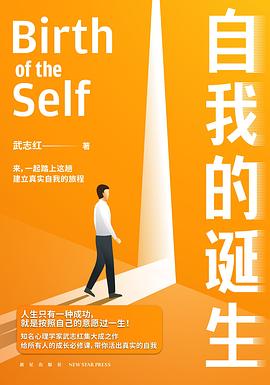 Birth
of the
Self
自我的诞生
武志红 著
来，一起踏上这趟
建立真实自我的旅程
人生只有一种成功，
就是按照自己的意愿过一生！
知名心理学家武志红集大成之作
给所有人的成长必修课，带你活出真实的自我
新星出版社 NEW STAR PRESS